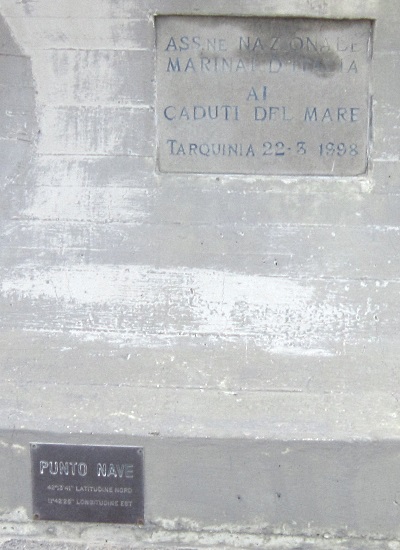 ASS.NE NAZIONALE
MARINAI D'ITALIA
AI
CADUTI DEL MARE
TARQUINIA 22-3 1998
PUNTO NAVE
LATITUDINE NORD
LONGITUDINE EST